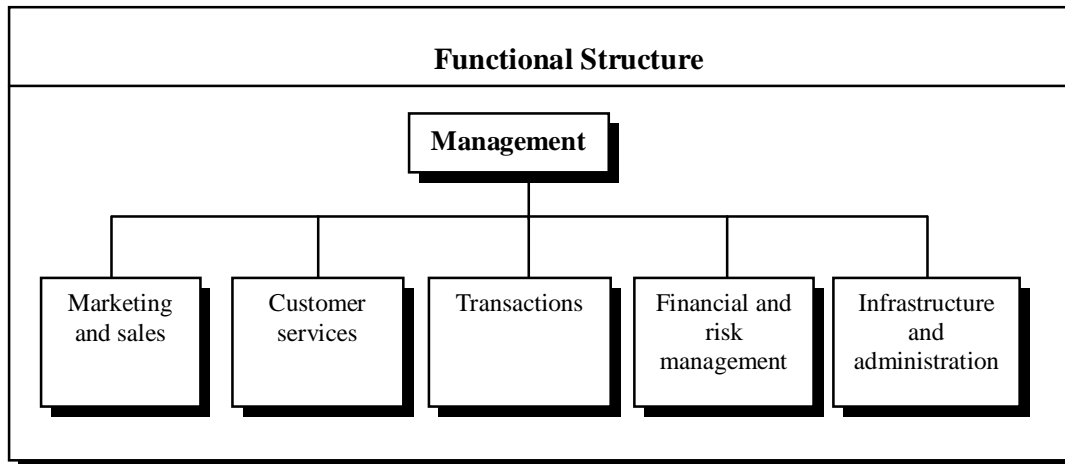 Functional Structure
Management
Marketing
and sales
Customer
services
Transactions
Financial and
risk
management
Infrastructure
and
administration